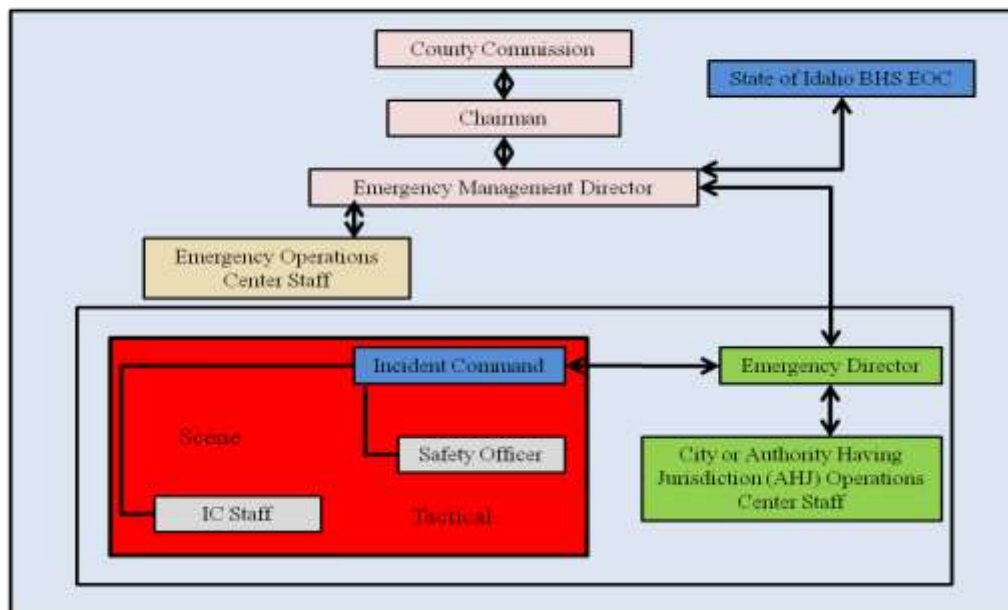 County Commission
State of Idaho BHS EOC
Chairman
Emergency Management Director
Emergency Operations
Center Staff
Incident Command
Emergency Director
Scene
Safety Officer
City or Authority Having
Jurisdiction (AHJ) Operations
Center Staff
IC Staff
Tactical